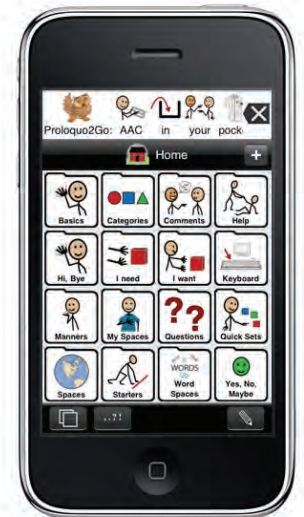 Proloquo2Go: AAC in your pock
Home
Basics Categories Comments Help
Hi, Bye I need I want Keyboard
Manners My Spaces Questions Quick Sets
WORDS
Spaces Starters Word Spaces Yes, No, Maybe
..?!